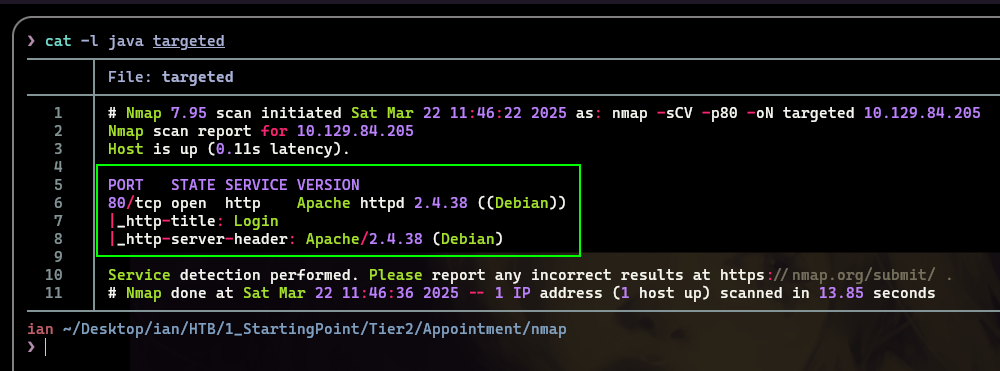 ❯ cat -l java targeted
File: targeted
1 # Nmap 7.95 scan initiated Sat Mar 22 11:46:22 2025 as: nmap -sCV -p80 -oN targeted 10.129.84.205
2 Nmap scan report for 10.129.84.205
3 Host is up (0.11s latency).
4
5 PORT   STATE SERVICE VERSION
6 80/tcp open  http    Apache httpd 2.4.38 ((Debian))
7 |_http-title: Login
8 |_http-server-header: Apache/2.4.38 (Debian)
9
10 Service detection performed. Please report any incorrect results at https://nmap.org/submit/ .
11 # Nmap done at Sat Mar 22 11:46:36 2025 -- 1 IP address (1 host up) scanned in 13.85 seconds
ian ~/Desktop/ian/HTB/1_StartingPoint/Tier2/Appointment/nmap
❯